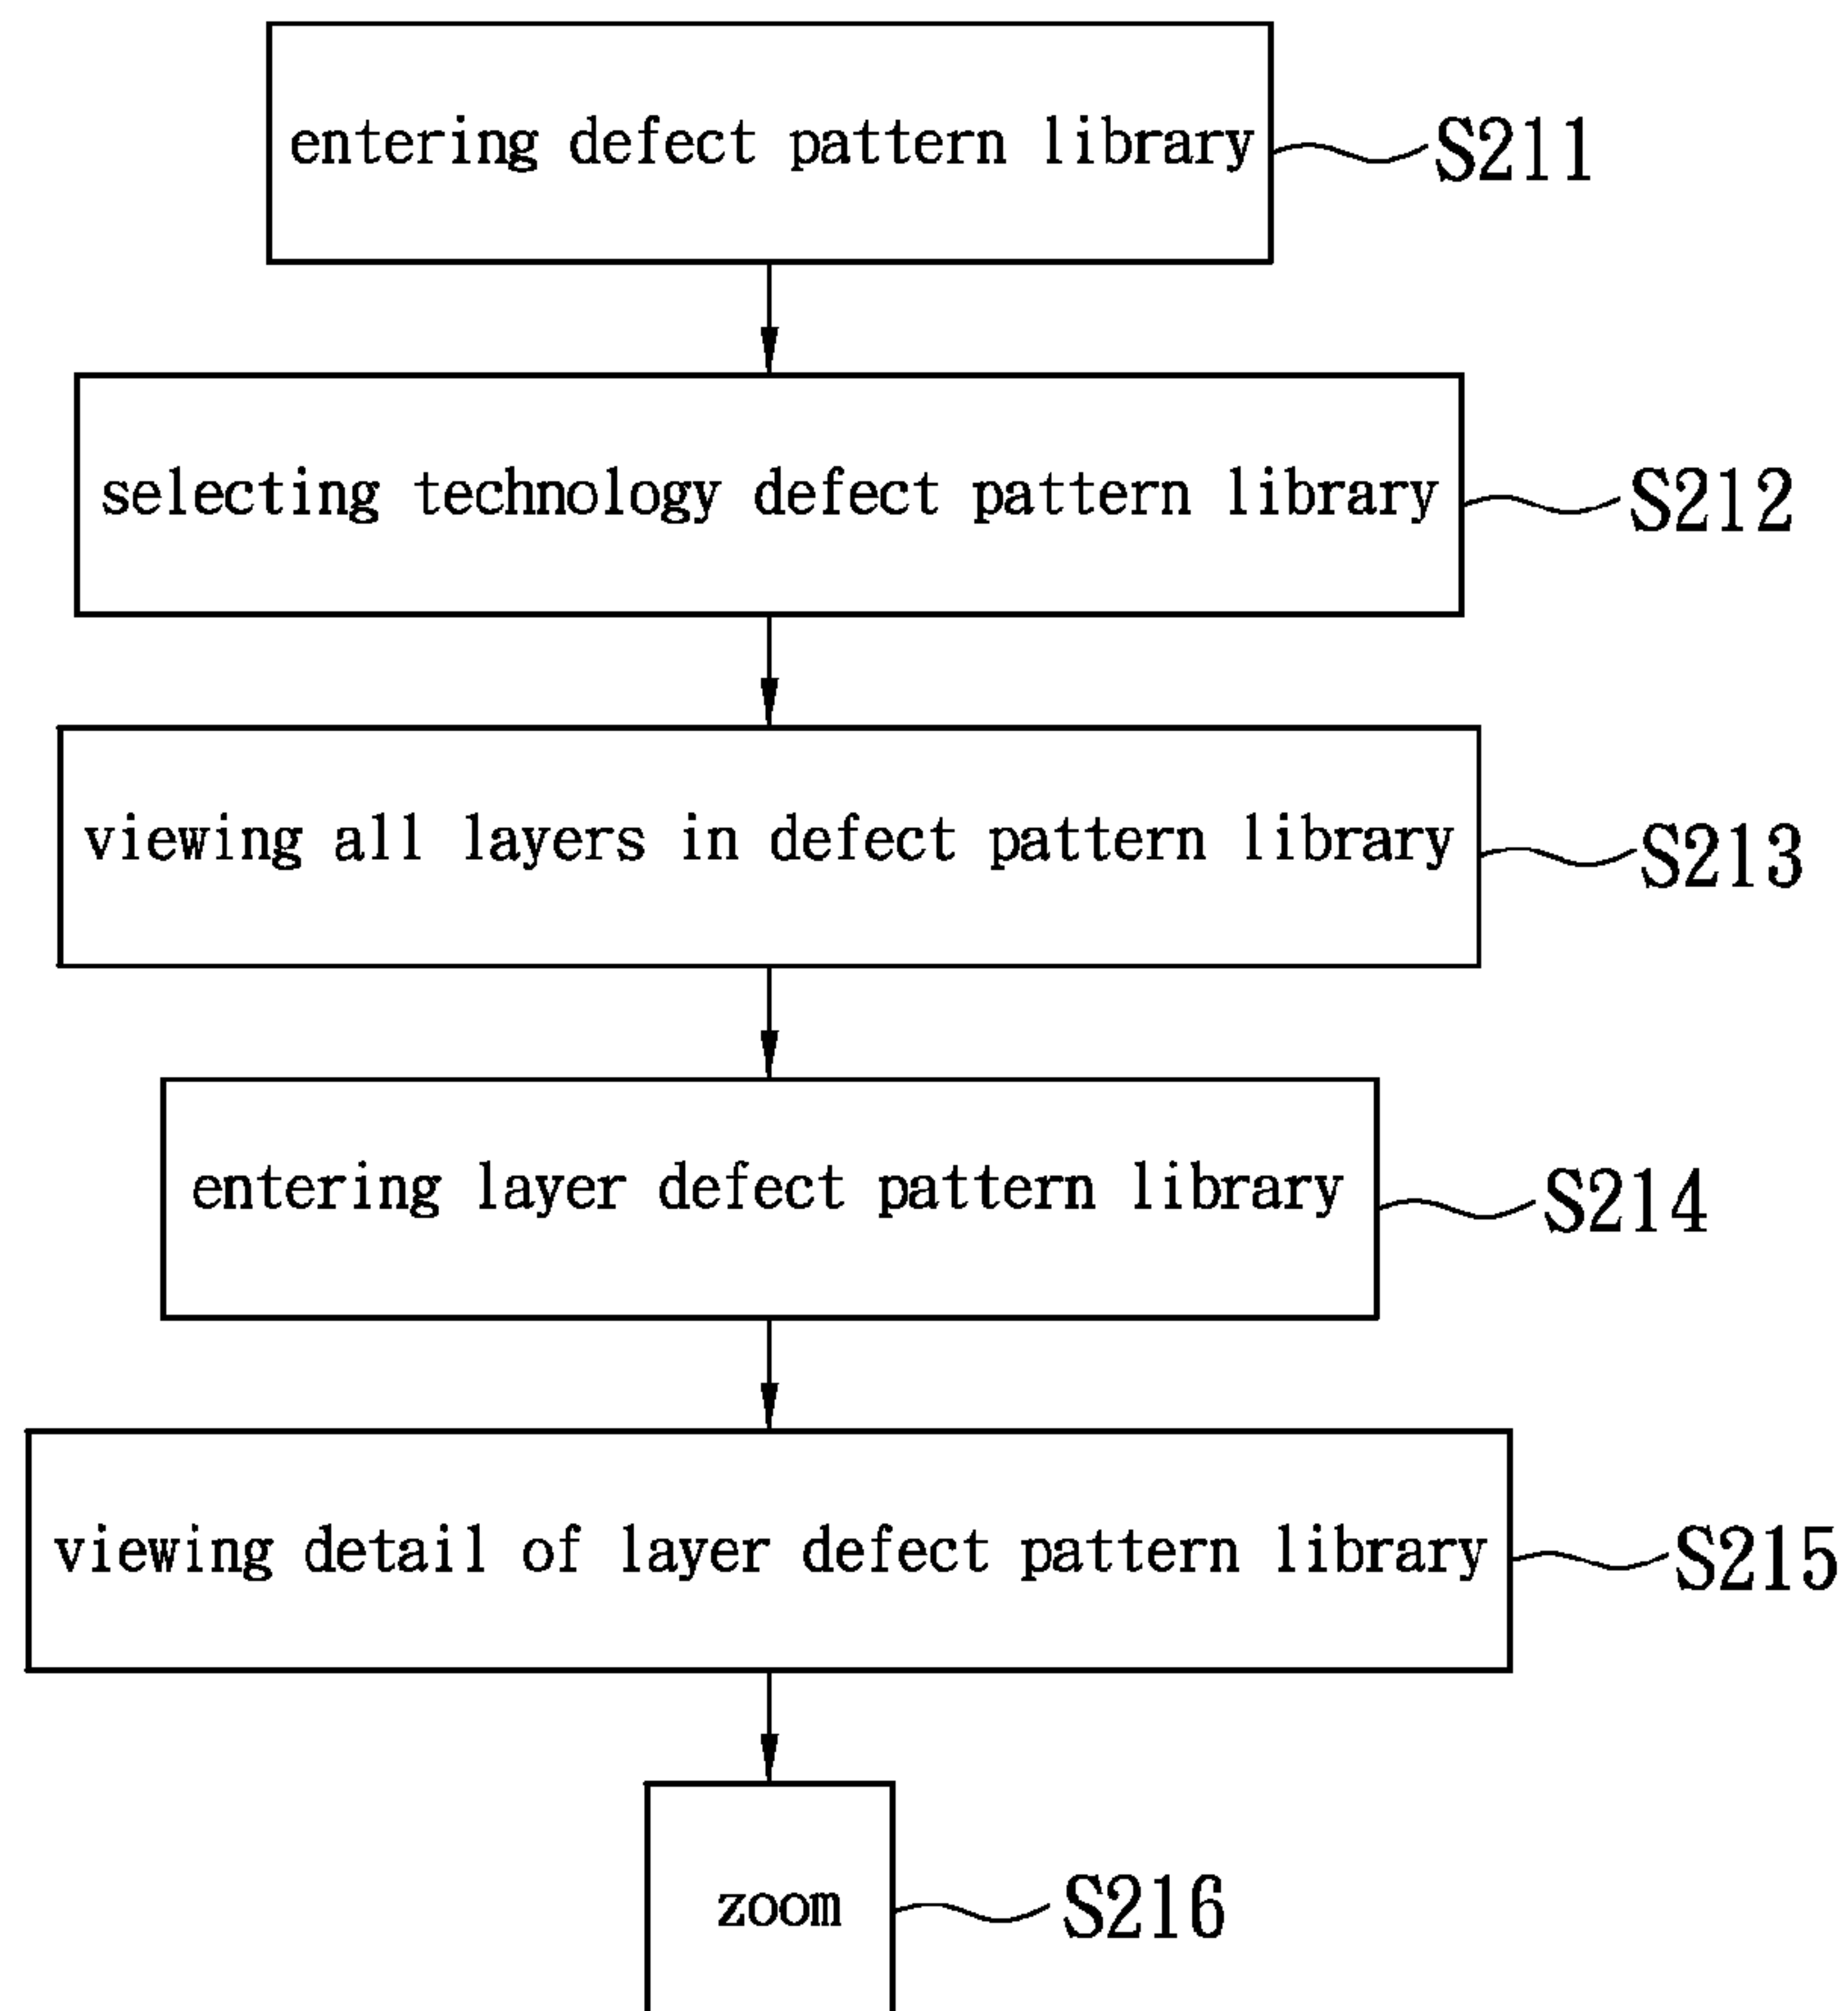 entering defect pattern library
S211
selecting technology defect pattern library
S212
viewing all layers in defect pattern library
S213
entering layer defect pattern library
S214
viewing detail of layer defect pattern library
S215
zoom
S216